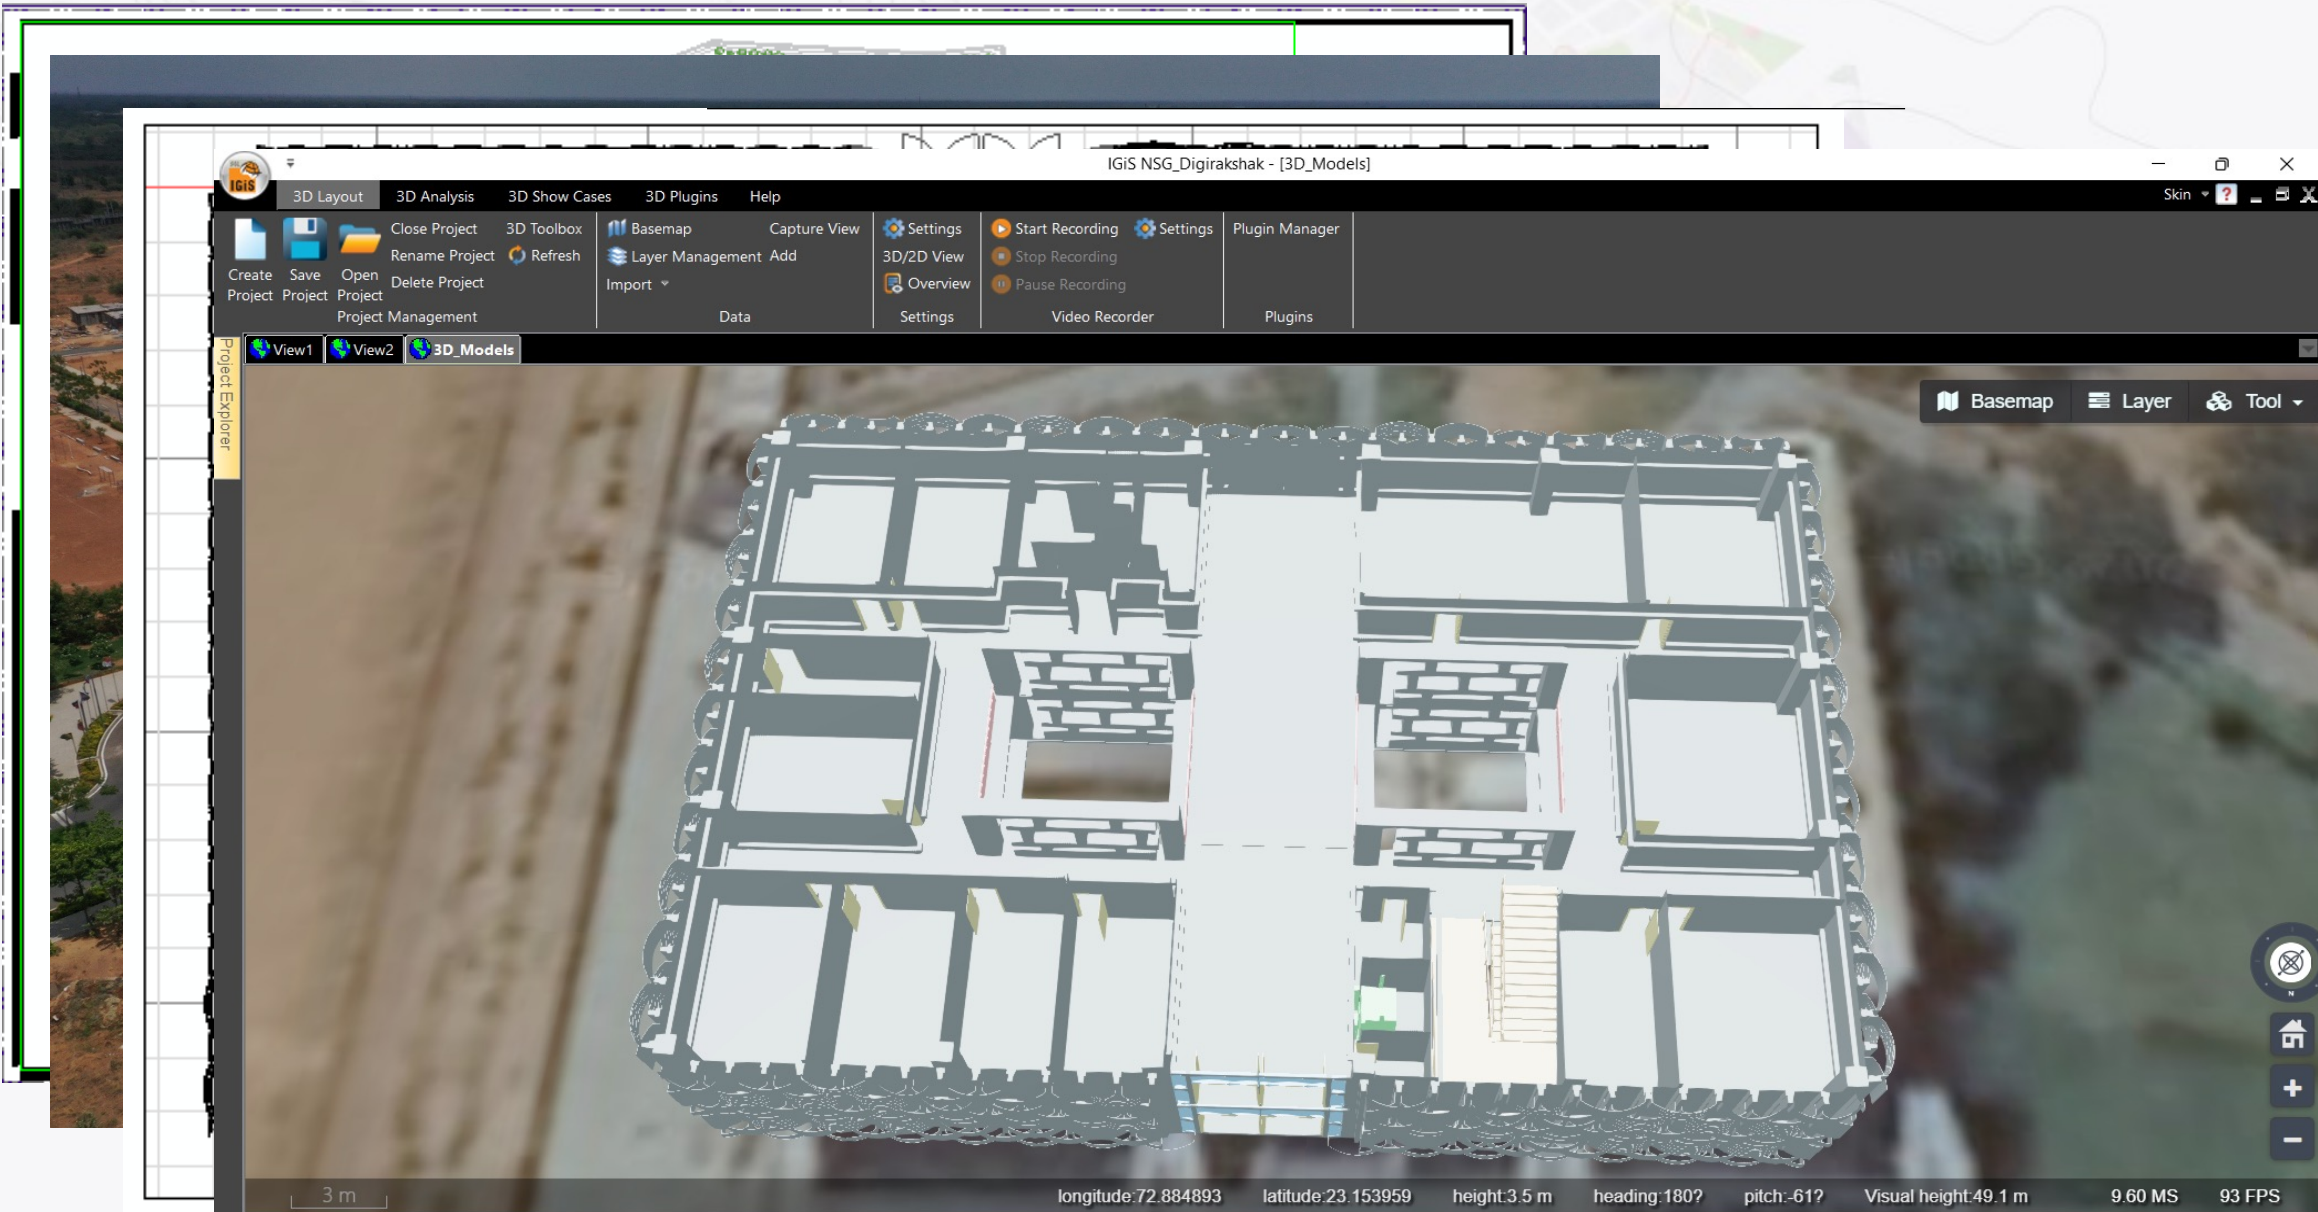 IGiS NSG_Digirakshak - [3D_Models]
IGiS
3D Layout 3D Analysis 3D Show Cases 3D Plugins Help
Skin ?
Create Project
Save Project
Open Project
Close Project
Rename Project
Delete Project
3D Toolbox
Refresh
Project Management
Basemap
Layer Management
Import
Capture View
Add
Data
Settings
3D/2D View
Overview
Settings
Start Recording
Stop Recording
Pause Recording
Settings
Video Recorder
Plugin Manager
Plugins
View1 View2 3D_Models
Project Explorer
Basemap Layer Tool
N
3 m
longitude:72.884893 latitude:23.153959 height:3.5 m heading:180? pitch:-61? Visual height:49.1 m 9.60 MS 93 FPS